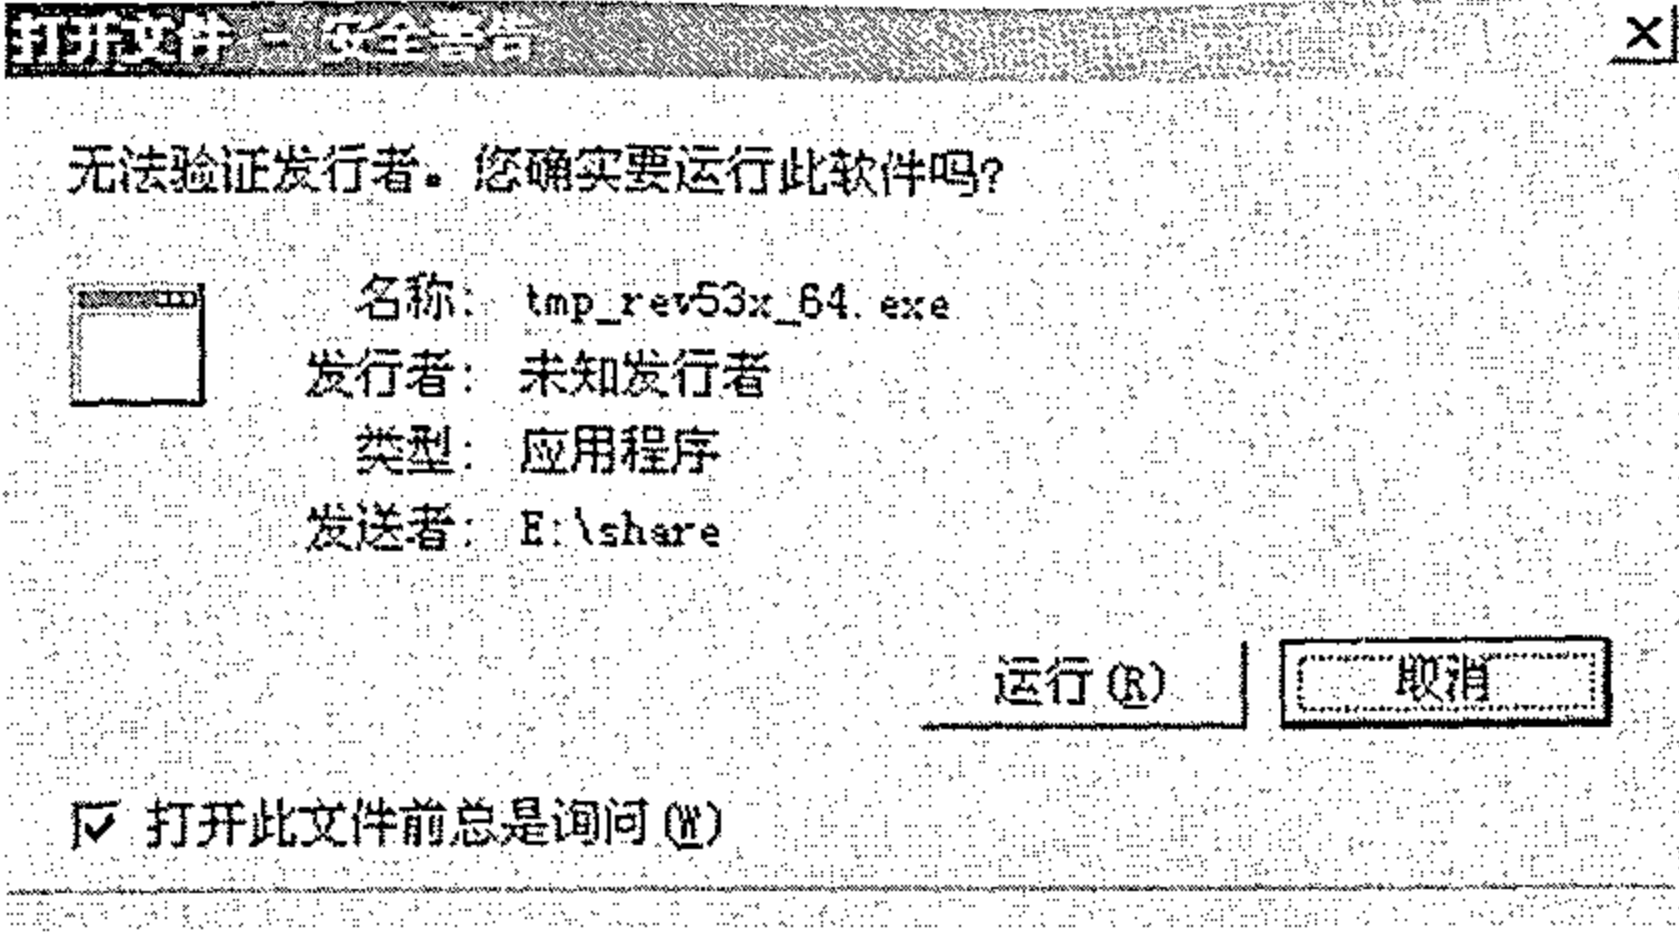 打开文件 - 安全警告
无法验证发行者。您确实要运行此软件吗?
名称: tmp_rev53x_64.exe
发行者: 未知发行者
类型: 应用程序
发送者: E:\share
运行(R) 取消
打开此文件前总是询问(W)